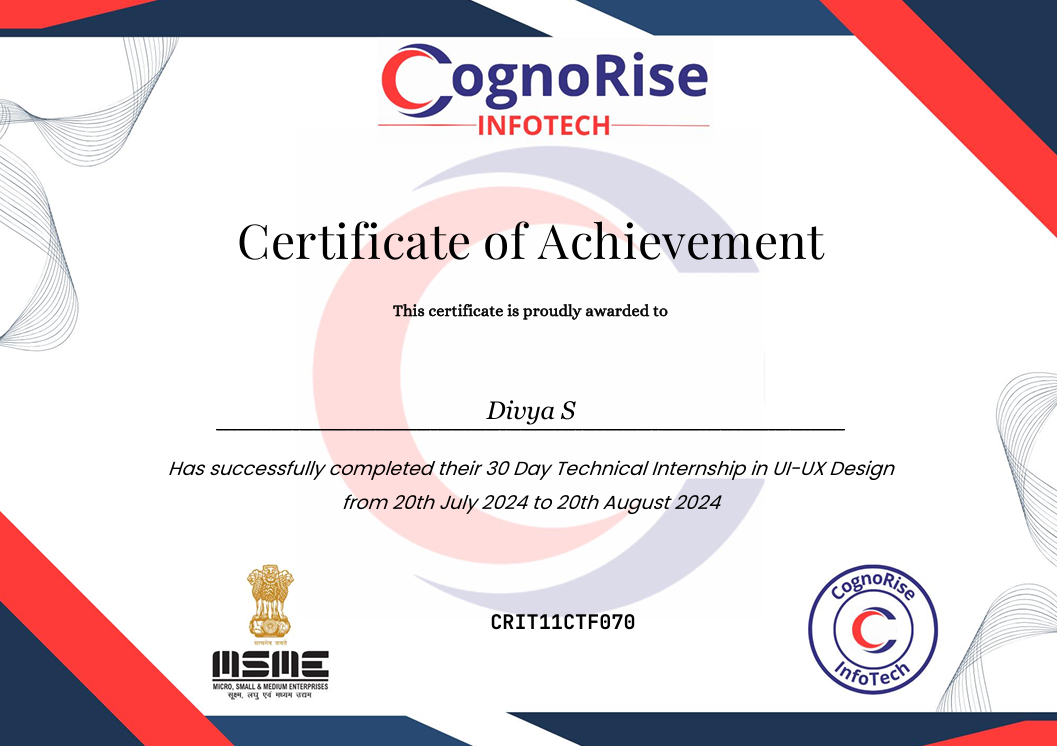 CognoRise
INFOTECH
Certificate of Achievement
This certificate is proudly awarded to
Divya S
Has successfully completed their 30 Day Technical Internship in UI-UX Design
from 20th July 2024 to 20th August 2024
सत्यमेव जयते
MSME
MICRO, SMALL & MEDIUM ENTERPRISES
सूक्ष्म, लघु एवं मध्यम उद्यम
CRIT11CTF070
CognoRise
InfoTech